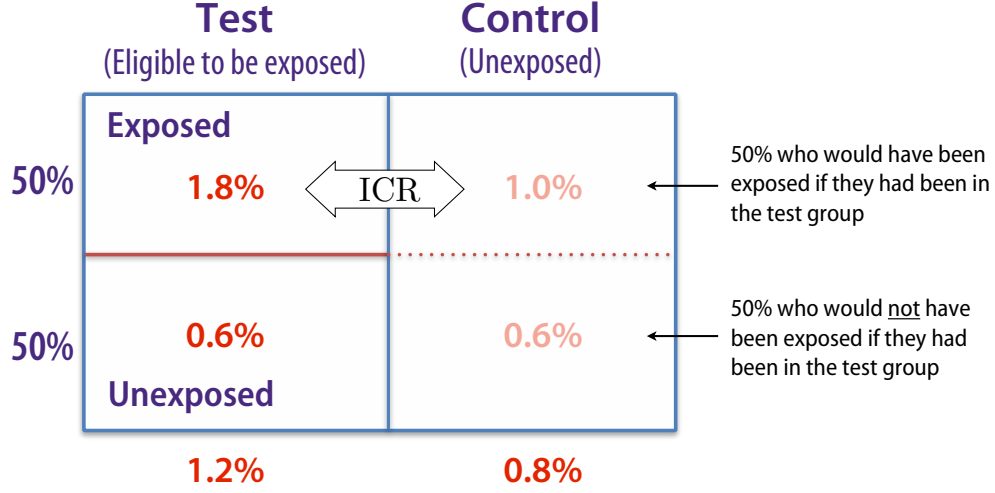 Test
(Eligible to be exposed)
Control
(Unexposed)
Exposed
50%
1.8%
ICR
1.0%
50% who would have been
exposed if they had been in
the test group
50%
0.6%
0.6%
50% who would not have
been exposed if they had
been in the test group
Unexposed
1.2%
0.8%